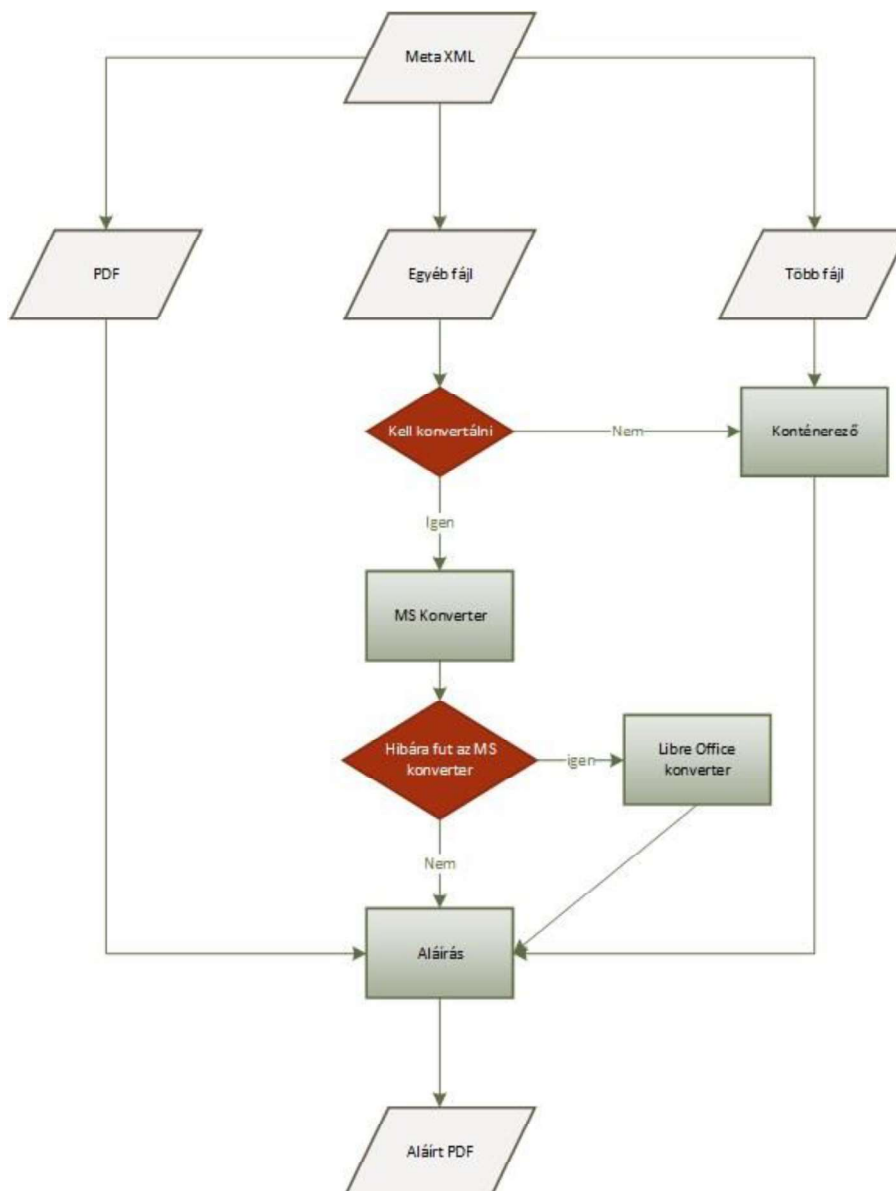 Meta XML
PDF
Egyéb fájl
Több fájl
Kell konvertálni
Nem
Konténerező
Igen
MS Konverter
Hibára fut az MS
konverter
igen
Libre Office
konverter
Nem
Aláírás
Aláírt PDF